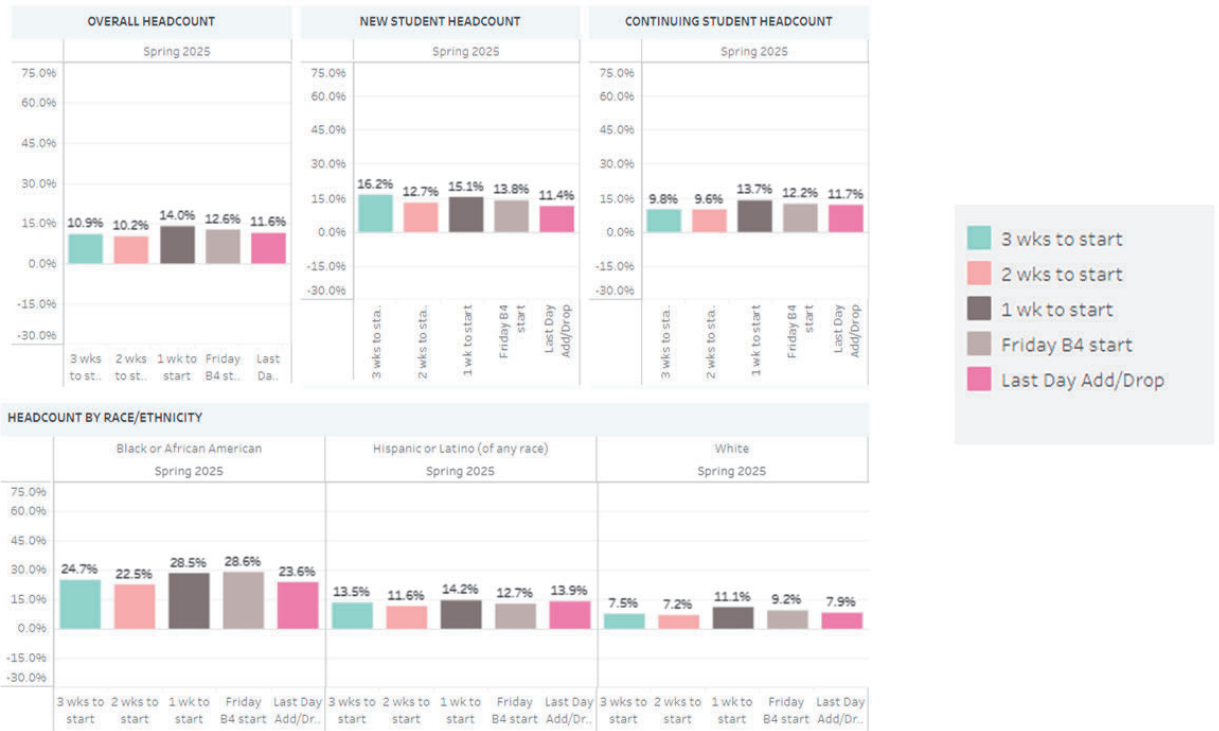 OVERALL HEADCOUNT
Spring 2025
75.0%
60.0%
45.0%
30.0%
15.0%
0.0%
-15.0%
-30.0%
10.9% 10.2% 14.0% 12.6% 11.6%
3 wks 2 wks 1 wk to Friday Last
to st.. to st.. start B4 st.. Da..
NEW STUDENT HEADCOUNT
Spring 2025
75.0%
60.0%
45.0%
30.0%
15.0%
0.0%
-15.0%
-30.0%
16.2% 12.7% 15.1% 13.8% 11.4%
3 wks to sta..
2 wks to sta..
1 wk to start
Friday B4
start
Last Day
Add/Drop
CONTINUING STUDENT HEADCOUNT
Spring 2025
75.0%
60.0%
45.0%
30.0%
15.0%
0.0%
-15.0%
-30.0%
9.8% 9.6% 13.7% 12.2% 11.7%
3 wks to sta..
2 wks to sta..
1 wk to start
Friday B4
start
Last Day
Add/Drop
3 wks to start
2 wks to start
1 wk to start
Friday B4 start
Last Day Add/Drop
HEADCOUNT BY RACE/ETHNICITY
Black or African American Hispanic or Latino (of any race) White
Spring 2025 Spring 2025 Spring 2025
75.0%
60.0%
45.0%
30.0%
15.0%
0.0%
-15.0%
-30.0%
24.7% 22.5% 28.5% 28.6% 23.6% 13.5% 11.6% 14.2% 12.7% 13.9% 7.5% 7.2% 11.1% 9.2% 7.9%
3 wks to 2 wks to 1 wk to Friday Last Day 3 wks to 2 wks to 1 wk to Friday Last Day 3 wks to 2 wks to 1 wk to Friday Last Day
start start start B4 start Add/Dr.. start start start B4 start Add/Dr.. start start start B4 start Add/Dr..